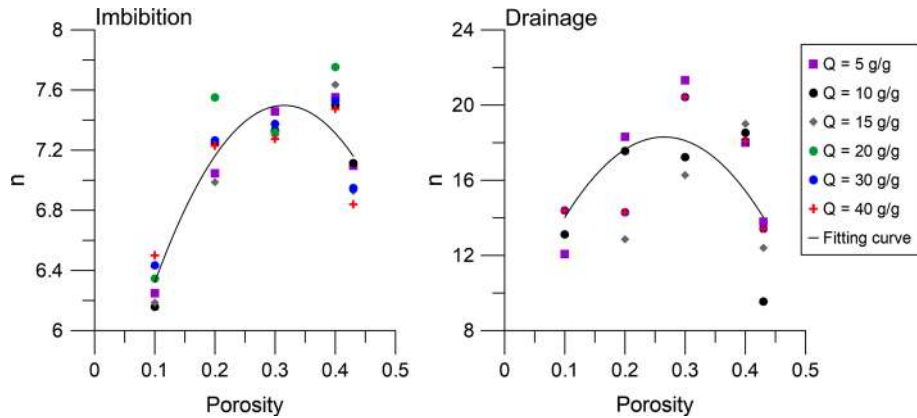 Imbibition
8
7.6
7.2
6.8
6.4
6
n
0
0.1
0.2
0.3
0.4
0.5
Porosity
Drainage
24
20
16
12
8
n
0
0.1
0.2
0.3
0.4
0.5
Porosity
Q = 5 g/g
Q = 10 g/g
Q = 15 g/g
Q = 20 g/g
Q = 30 g/g
Q = 40 g/g
Fitting curve